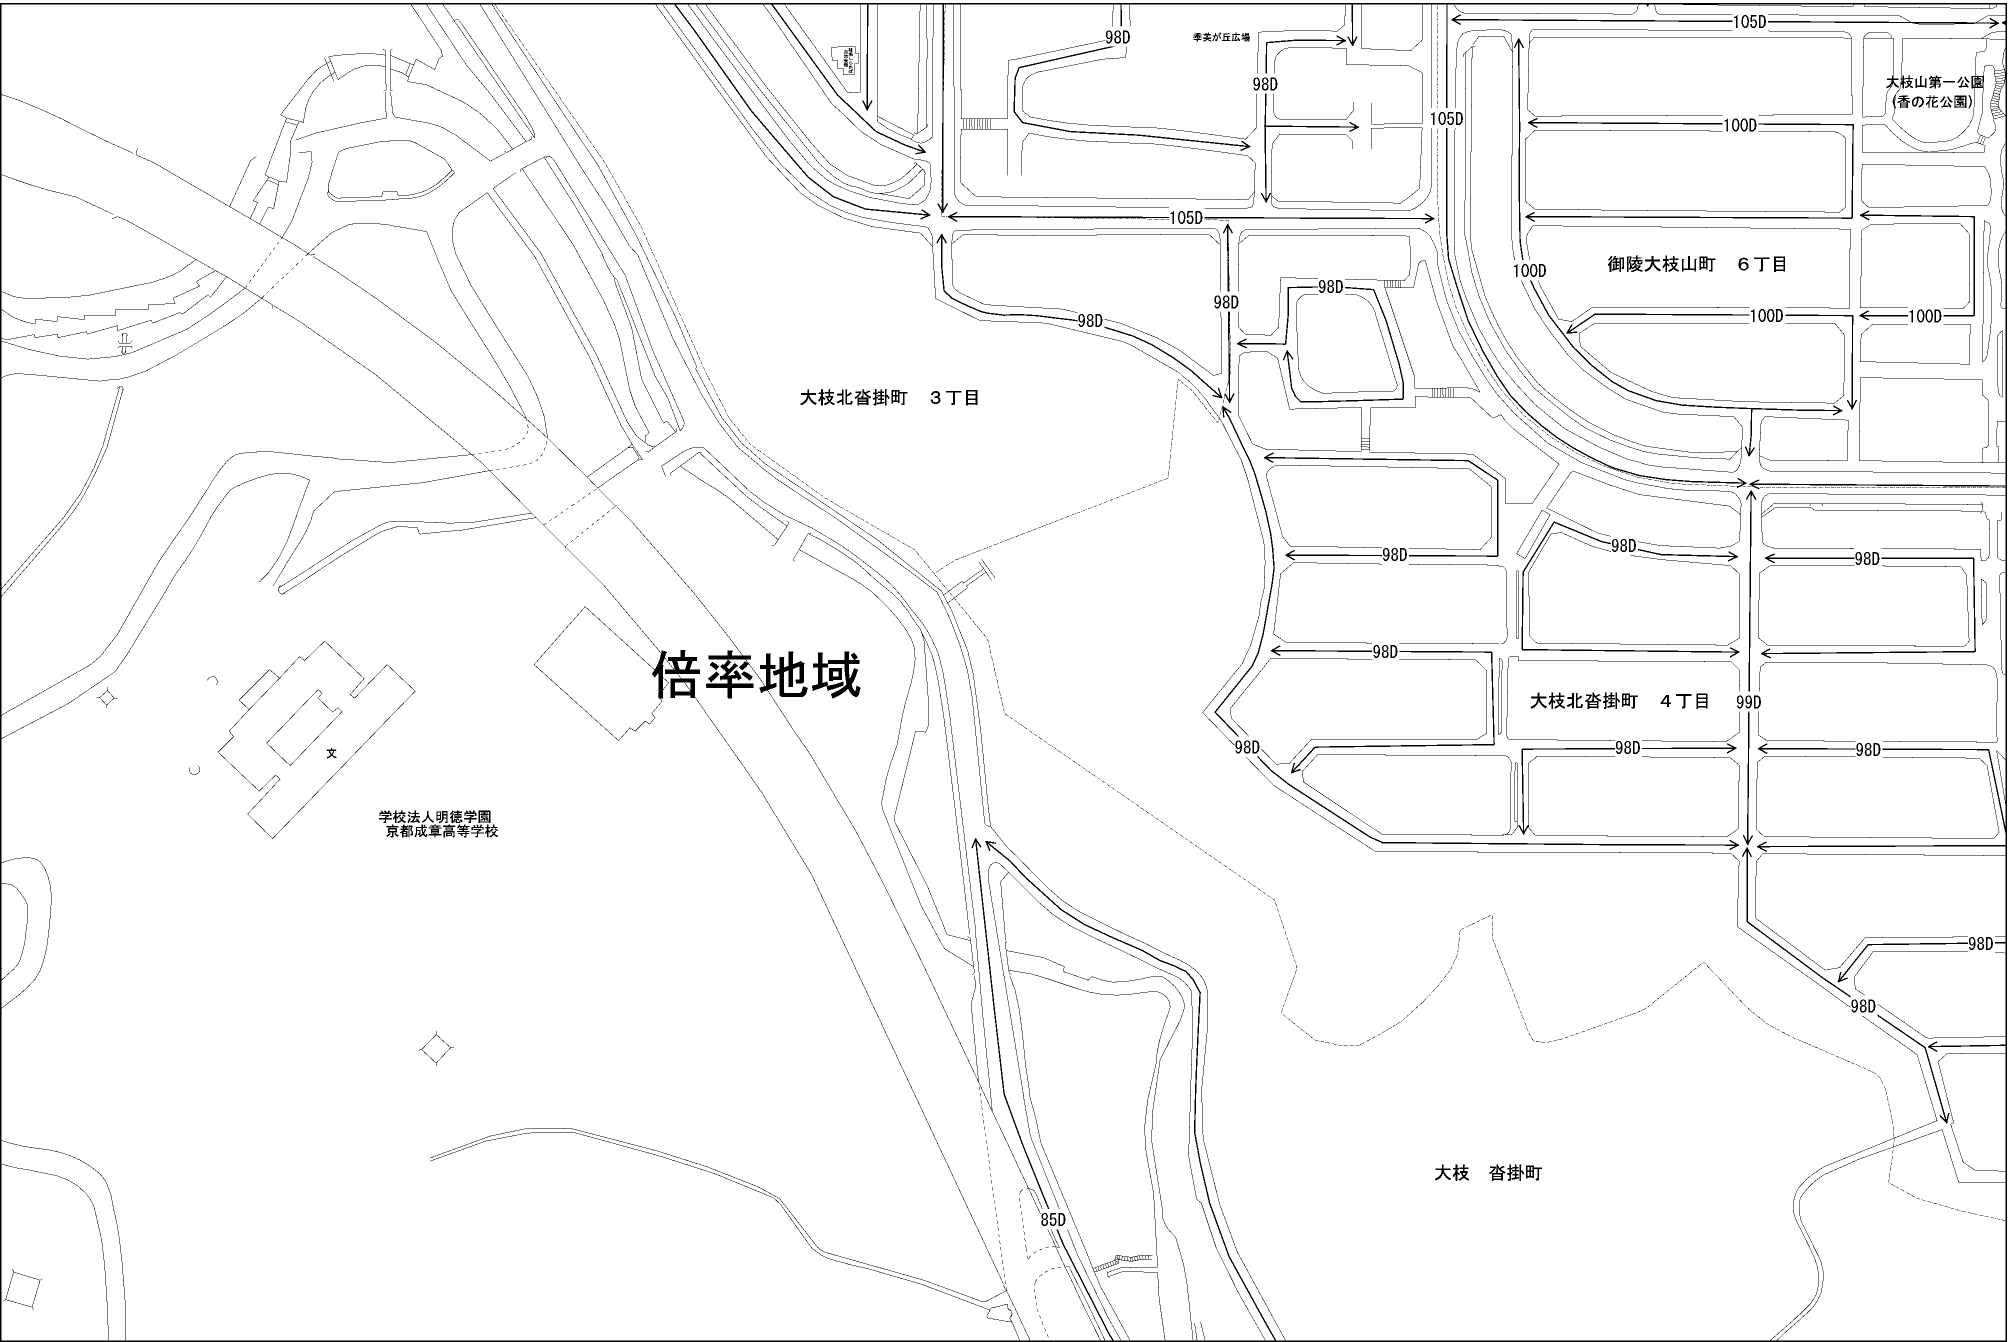 105D
98D
季美が丘広場
98D
大枝山第一公園
(香の花公園)
105D
100D
105D
御陵大枝山町　６丁目
100D
98D
98D
98D
100D
100D
大枝北沓掛町　３丁目
98D
98D
98D
98D
倍率地域
大枝北沓掛町　４丁目
99D
98D
98D
98D
文
学校法人明徳学園
京都成章高等学校
98D
98D
大枝　沓掛町
85D